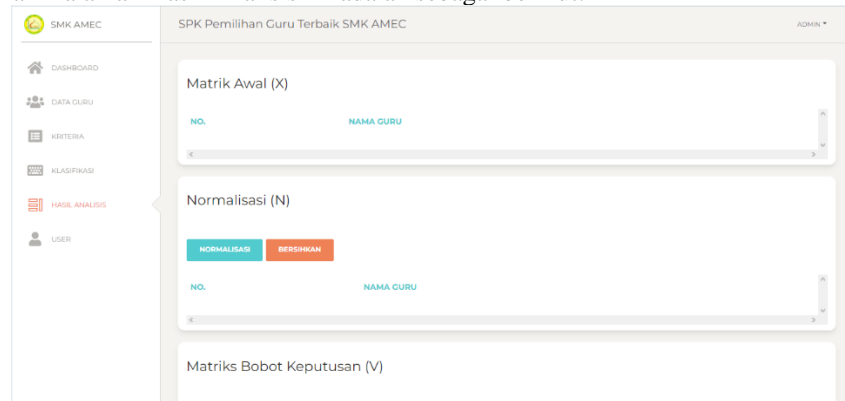 SMK AMEC
SPK Pemilihan Guru Terbaik SMK AMEC
ADMIN
DASHBOARD
DATA GURU
KRITERIA
KLASIFIKASI
HASIL ANALISIS
USER
Matrik Awal (X)
NO. NAMA GURU
Normalisasi (N)
NORMALISASI BERSIHKAN
NO. NAMA GURU
Matriks Bobot Keputusan (V)